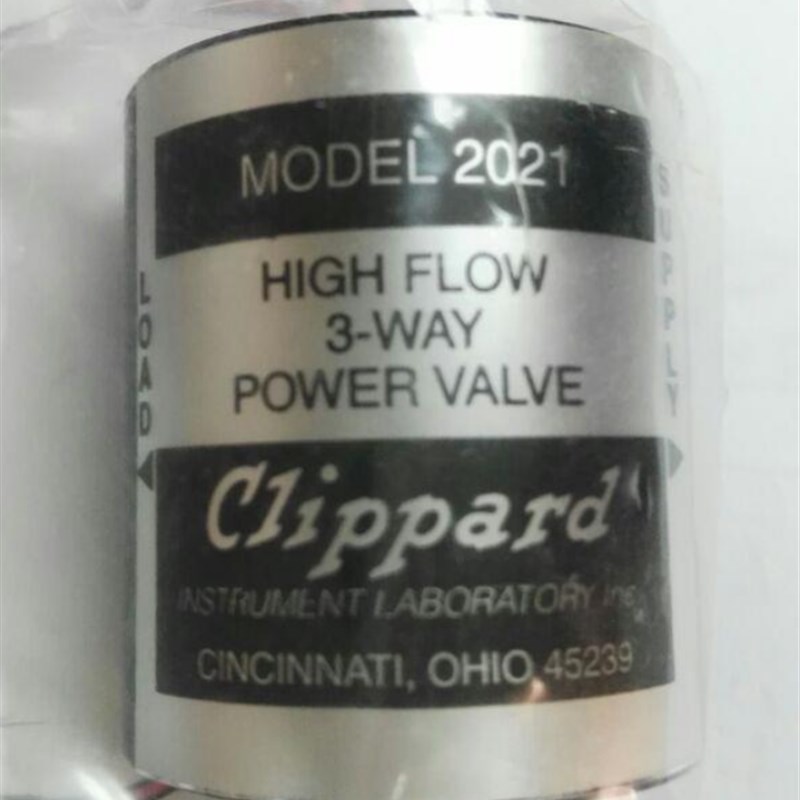 MODEL 2021
HIGH FLOW
3-WAY
POWER VALVE
LOAD
SUPPLY
Clippard
INSTRUMENT LABORATORY Inc.
CINCINNATI, OHIO 45239